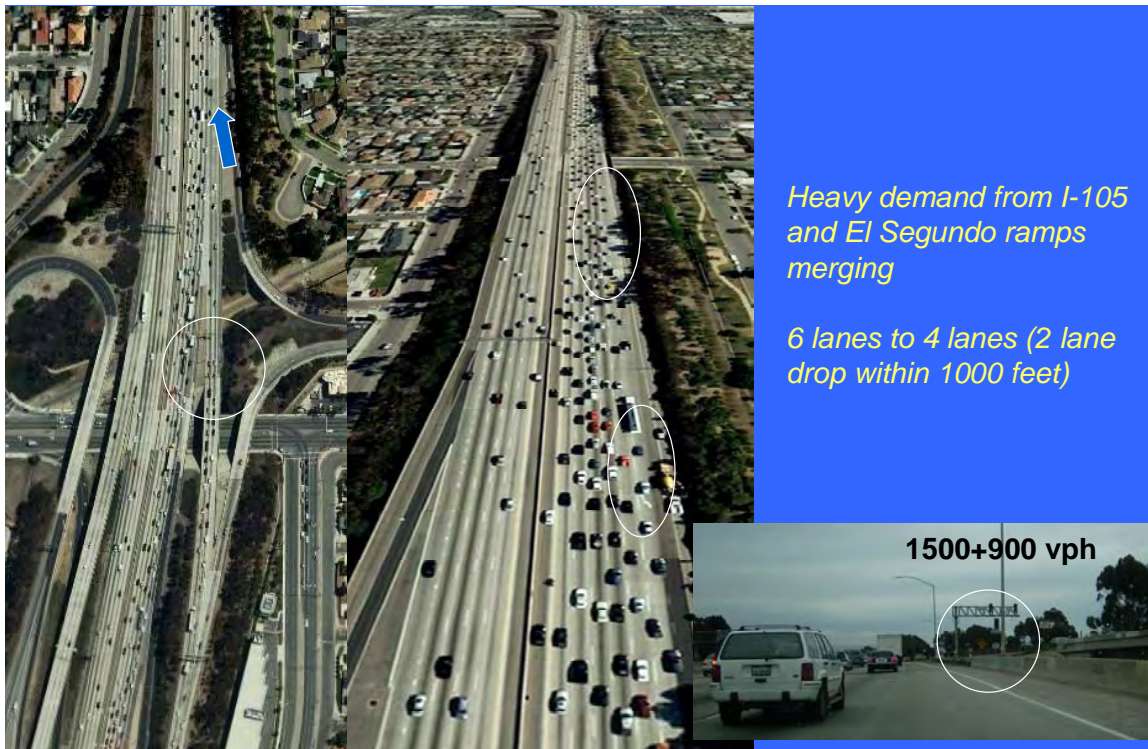 Heavy demand from I-105
and El Segundo ramps
merging
6 lanes to 4 lanes (2 lane
drop within 1000 feet)
1500+900 vph